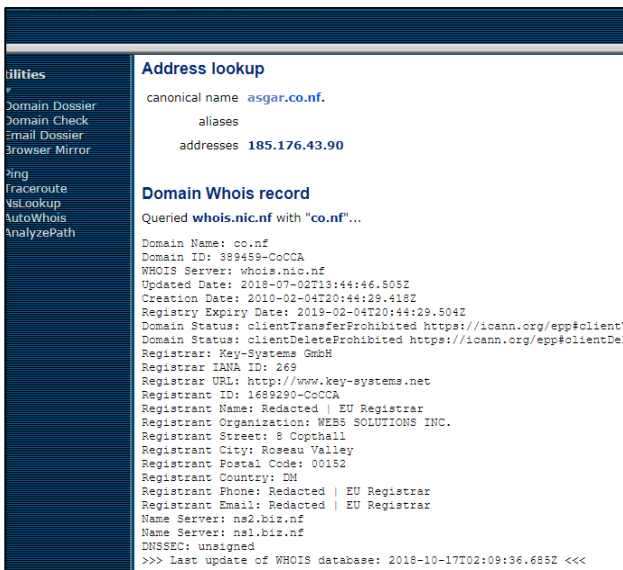 tilities
Domain Dossier
Domain Check
Email Dossier
Browser Mirror
Ping
Traceroute
NsLookup
AutoWhois
AnalyzePath
Address lookup
canonical name asgar.co.nf.
aliases
addresses 185.176.43.90
Domain Whois record
Queried whois.nic.nf with "co.nf"...
Domain Name: co.nf
Domain ID: 389459-CoCCA
WHOIS Server: whois.nic.nf
Updated Date: 2018-07-02T13:44:46.505Z
Creation Date: 2010-02-04T20:44:29.418Z
Registry Expiry Date: 2019-02-04T20:44:29.504Z
Domain Status: clientTransferProhibited https://icann.org/epp#client
Domain Status: clientDeleteProhibited https://icann.org/epp#clientDe
Registrar: Key-Systems GmbH
Registrar IANA ID: 269
Registrar URL: http://www.key-systems.net
Registrant ID: 1689290-CoCCA
Registrant Name: Redacted | EU Registrar
Registrant Organization: WEB5 SOLUTIONS INC.
Registrant Street: 8 Copthall
Registrant City: Roseau Valley
Registrant Postal Code: 00152
Registrant Country: DM
Registrant Phone: Redacted | EU Registrar
Registrant Email: Redacted | EU Registrar
Name Server: ns2.biz.nf
Name Server: ns1.biz.nf
DNSSEC: unsigned
>>> Last update of WHOIS database: 2018-10-17T02:09:36.685Z <<<